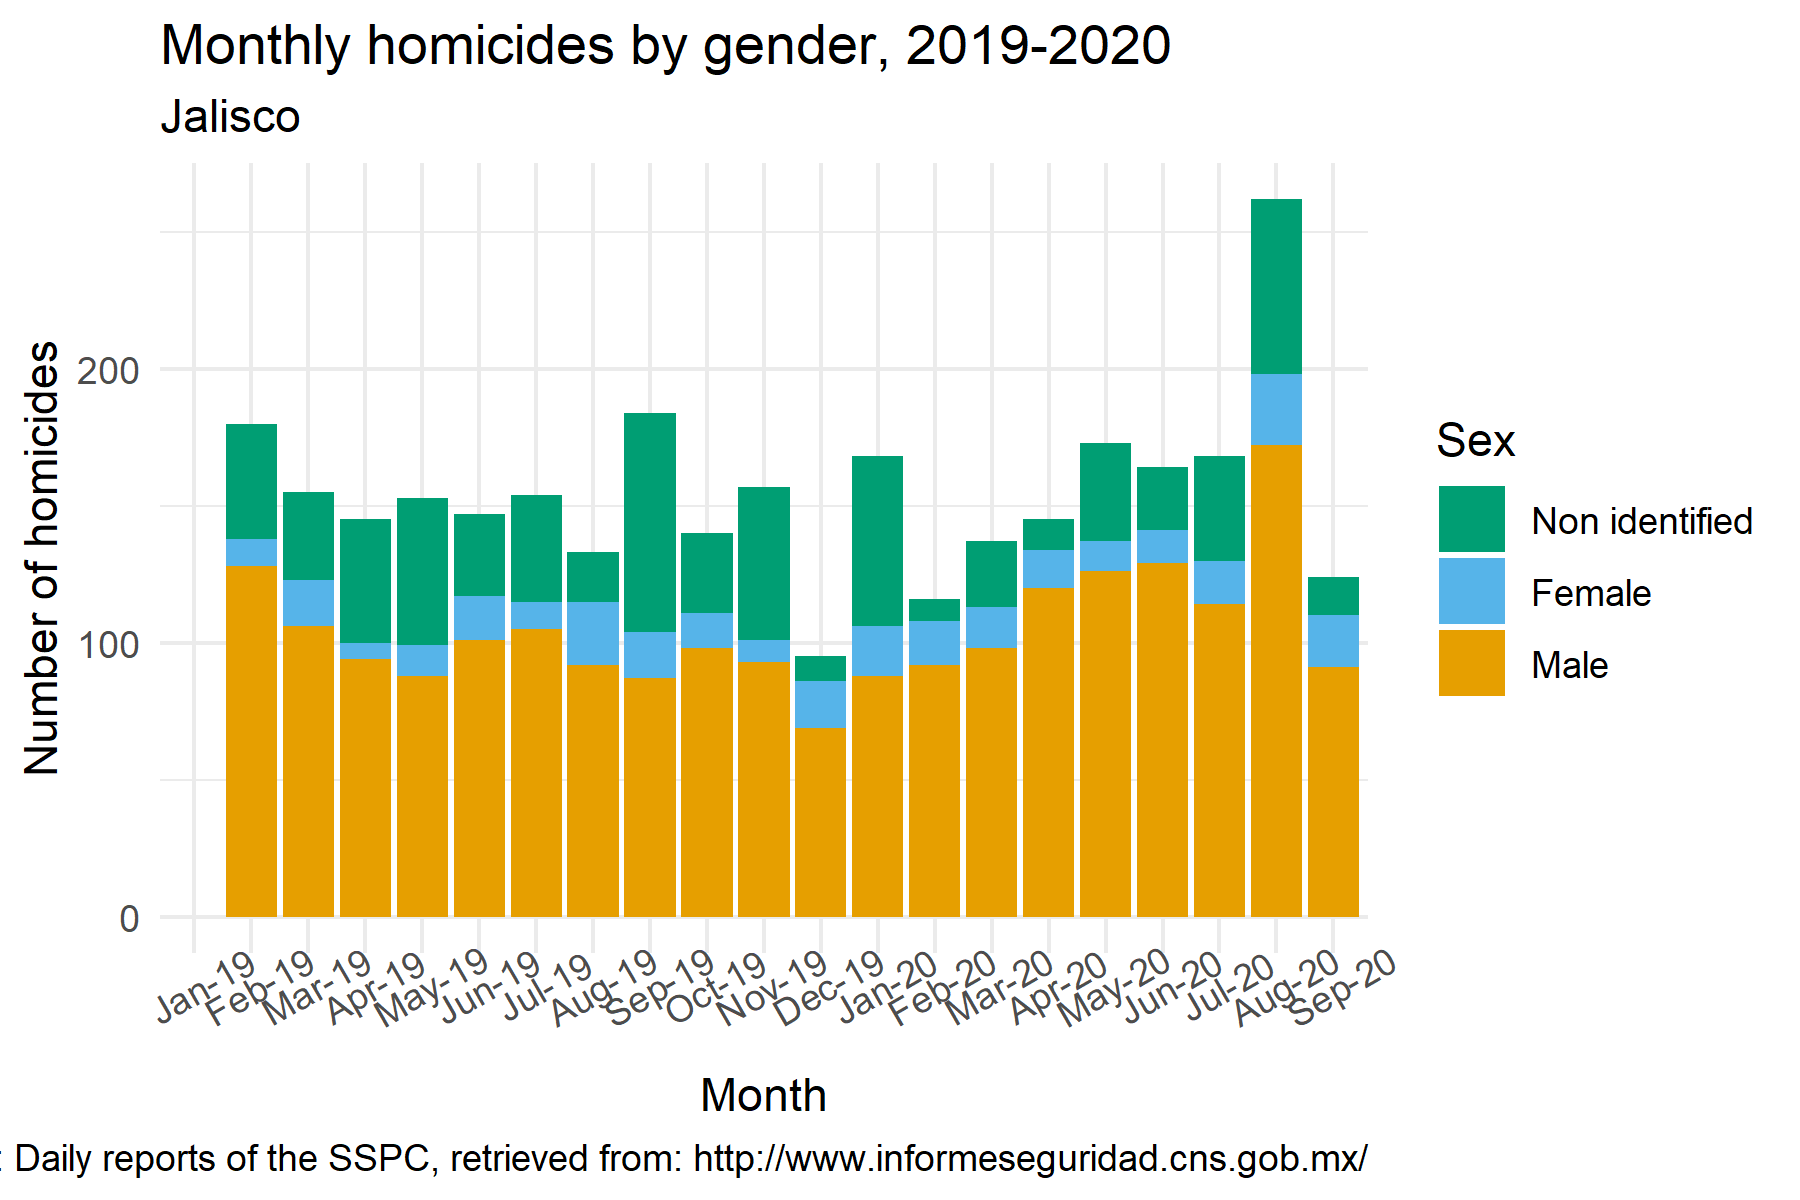 Monthly homicides by gender, 2019-2020
Jalisco
Number of homicides
200
100
0
Jan-19
Feb-19
Mar-19
Apr-19
May-19
Jun-19
Jul-19
Aug-19
Sep-19
Oct-19
Nov-19
Dec-19
Jan-20
Feb-20
Mar-20
Apr-20
May-20
Jun-20
Jul-20
Aug-20
Sep-20
Month
Sex
Non identified
Female
Male
: Daily reports of the SSPC, retrieved from: http://www.informeseguridad.cns.gob.mx/